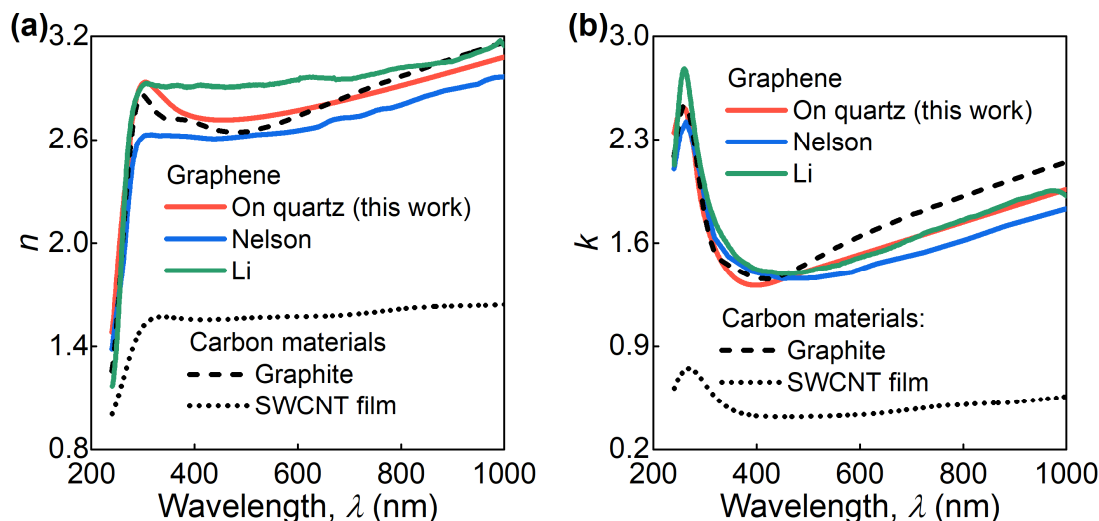 (a)
3.2
2.6
2.0
1.4
0.8
n
Graphene
On quartz (this work)
Nelson
Li
Carbon materials
Graphite
SWCNT film
200 400 600 800 1000
Wavelength, λ (nm)
(b)
3.0
2.3
1.6
0.9
0.2
k
Graphene
On quartz (this work)
Nelson
Li
Carbon materials:
Graphite
SWCNT film
200 400 600 800 1000
Wavelength, λ (nm)